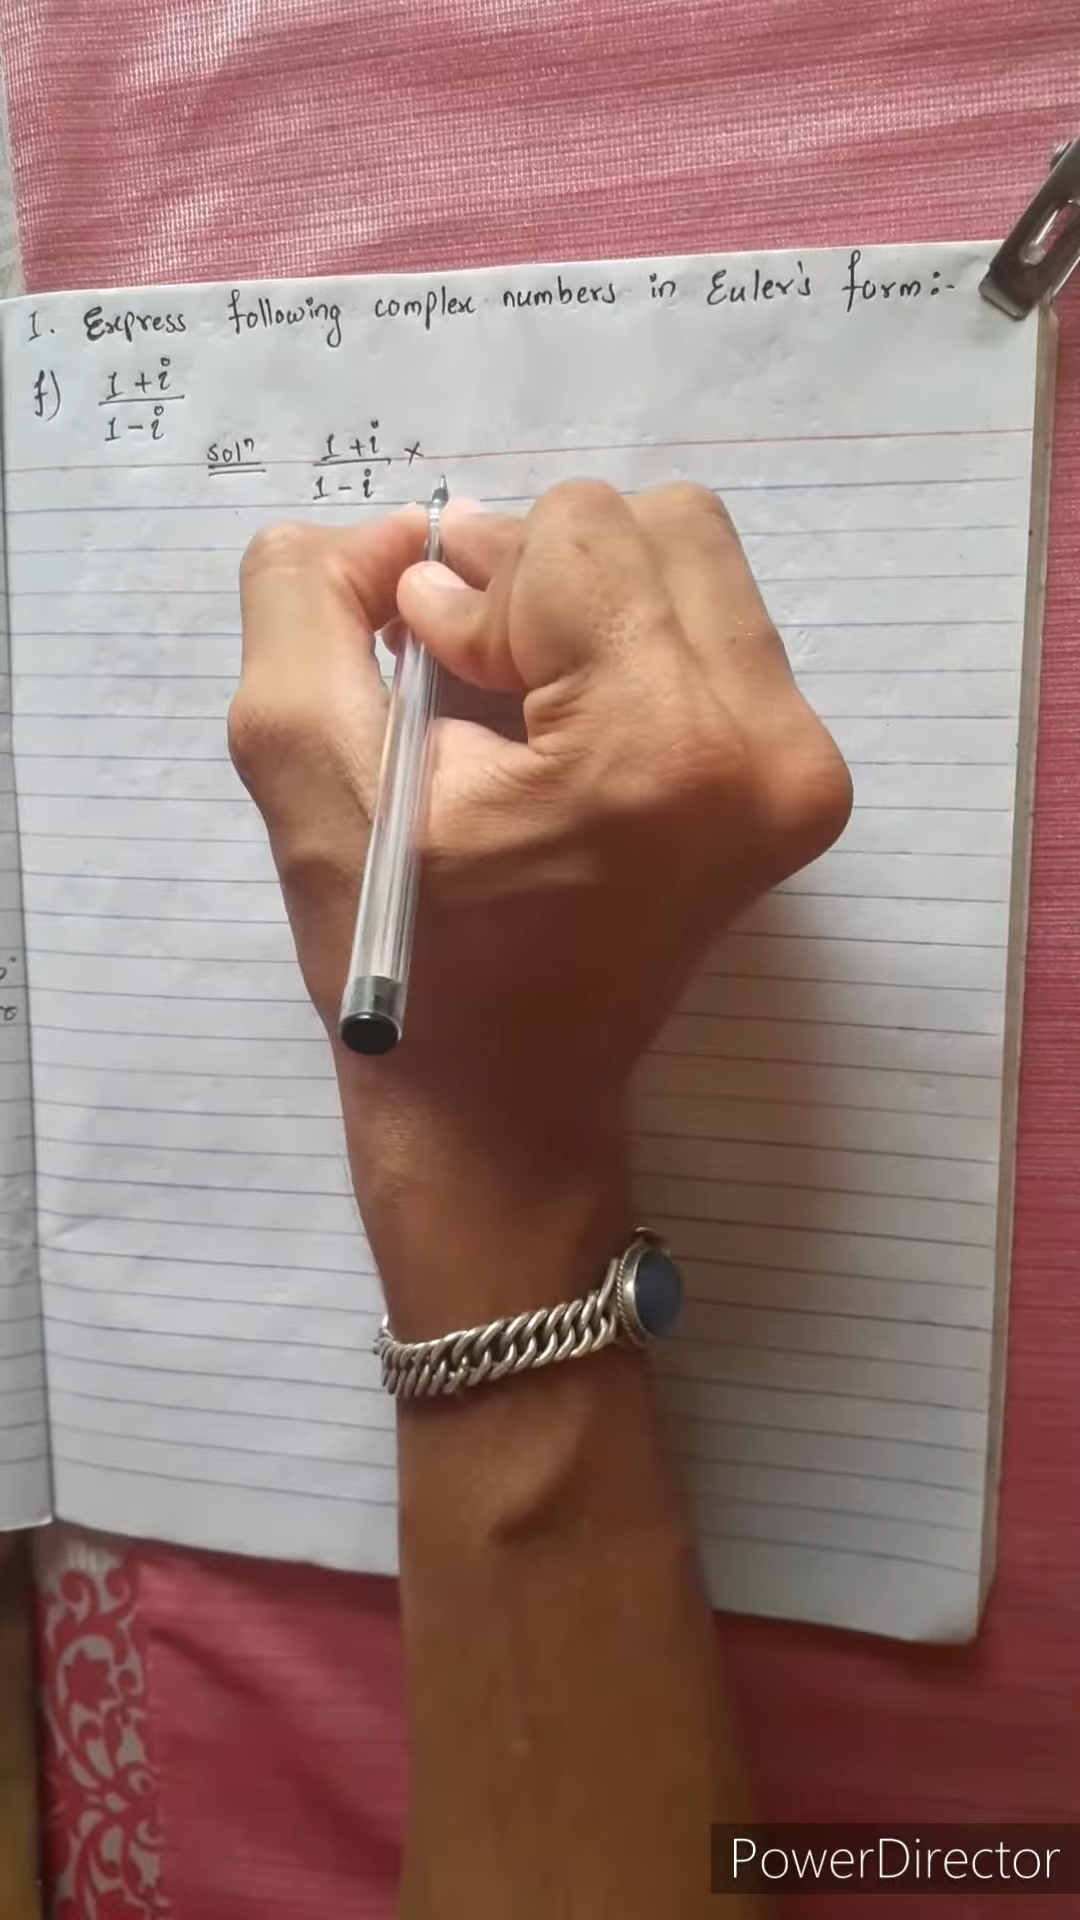 1. Express following complex numbers in Euler's form:-
f) 1+i / 1-i
Solⁿ 1+i / 1-i ×
PowerDirector